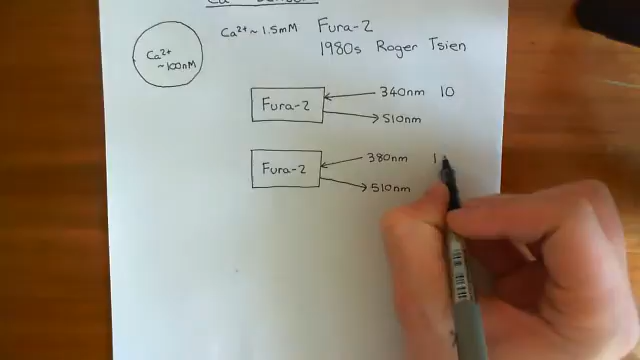 Ca²⁺ ~ 1.5mM Fura-2
1980s Roger Tsien
Ca²⁺
~100nM
Fura-2 340nm 10
510nm
Fura-2 380nm 1
510nm